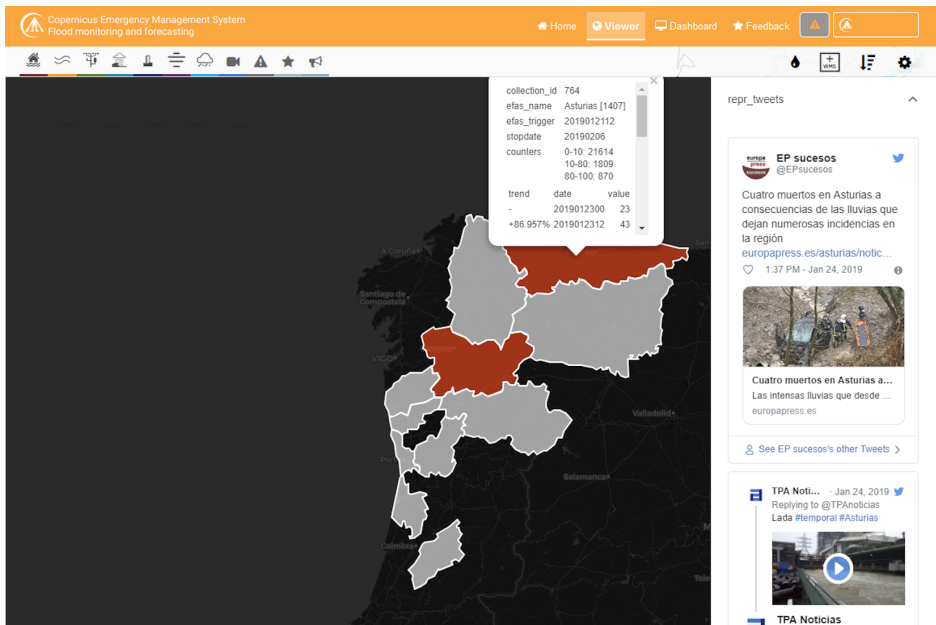 Copernicus Emergency Management System
Flood monitoring and forecasting
Home
Viewer
Dashboard
Feedback
WMS
collection_id 764
efas_name Asturias [1407]
efas_trigger 2019012112
stopdate 20190206
counters 0-10: 21614
10-80: 1809
80-100: 870
trend date value
- 2019012300 23
+86.957% 2019012312 43
A Coruña
Santiago de
Compostela
VIGO
Valladolid
Salamanca
Coimbra
repr_tweets
europa
press
sucesos
EP sucesos
@EPsucesos
Cuatro muertos en Asturias a
consecuencias de las lluvias que
dejan numerosas incidencias en
la región
europapress.es/asturias/notic...
1:37 PM - Jan 24, 2019
Cuatro muertos en Asturias a...
Las intensas lluvias que desde ...
europapress.es
See EP sucesos's other Tweets
TPA Noti... · Jan 24, 2019
Replying to @TPAnoticias
Lada #temporal #Asturias
TPA Noticias